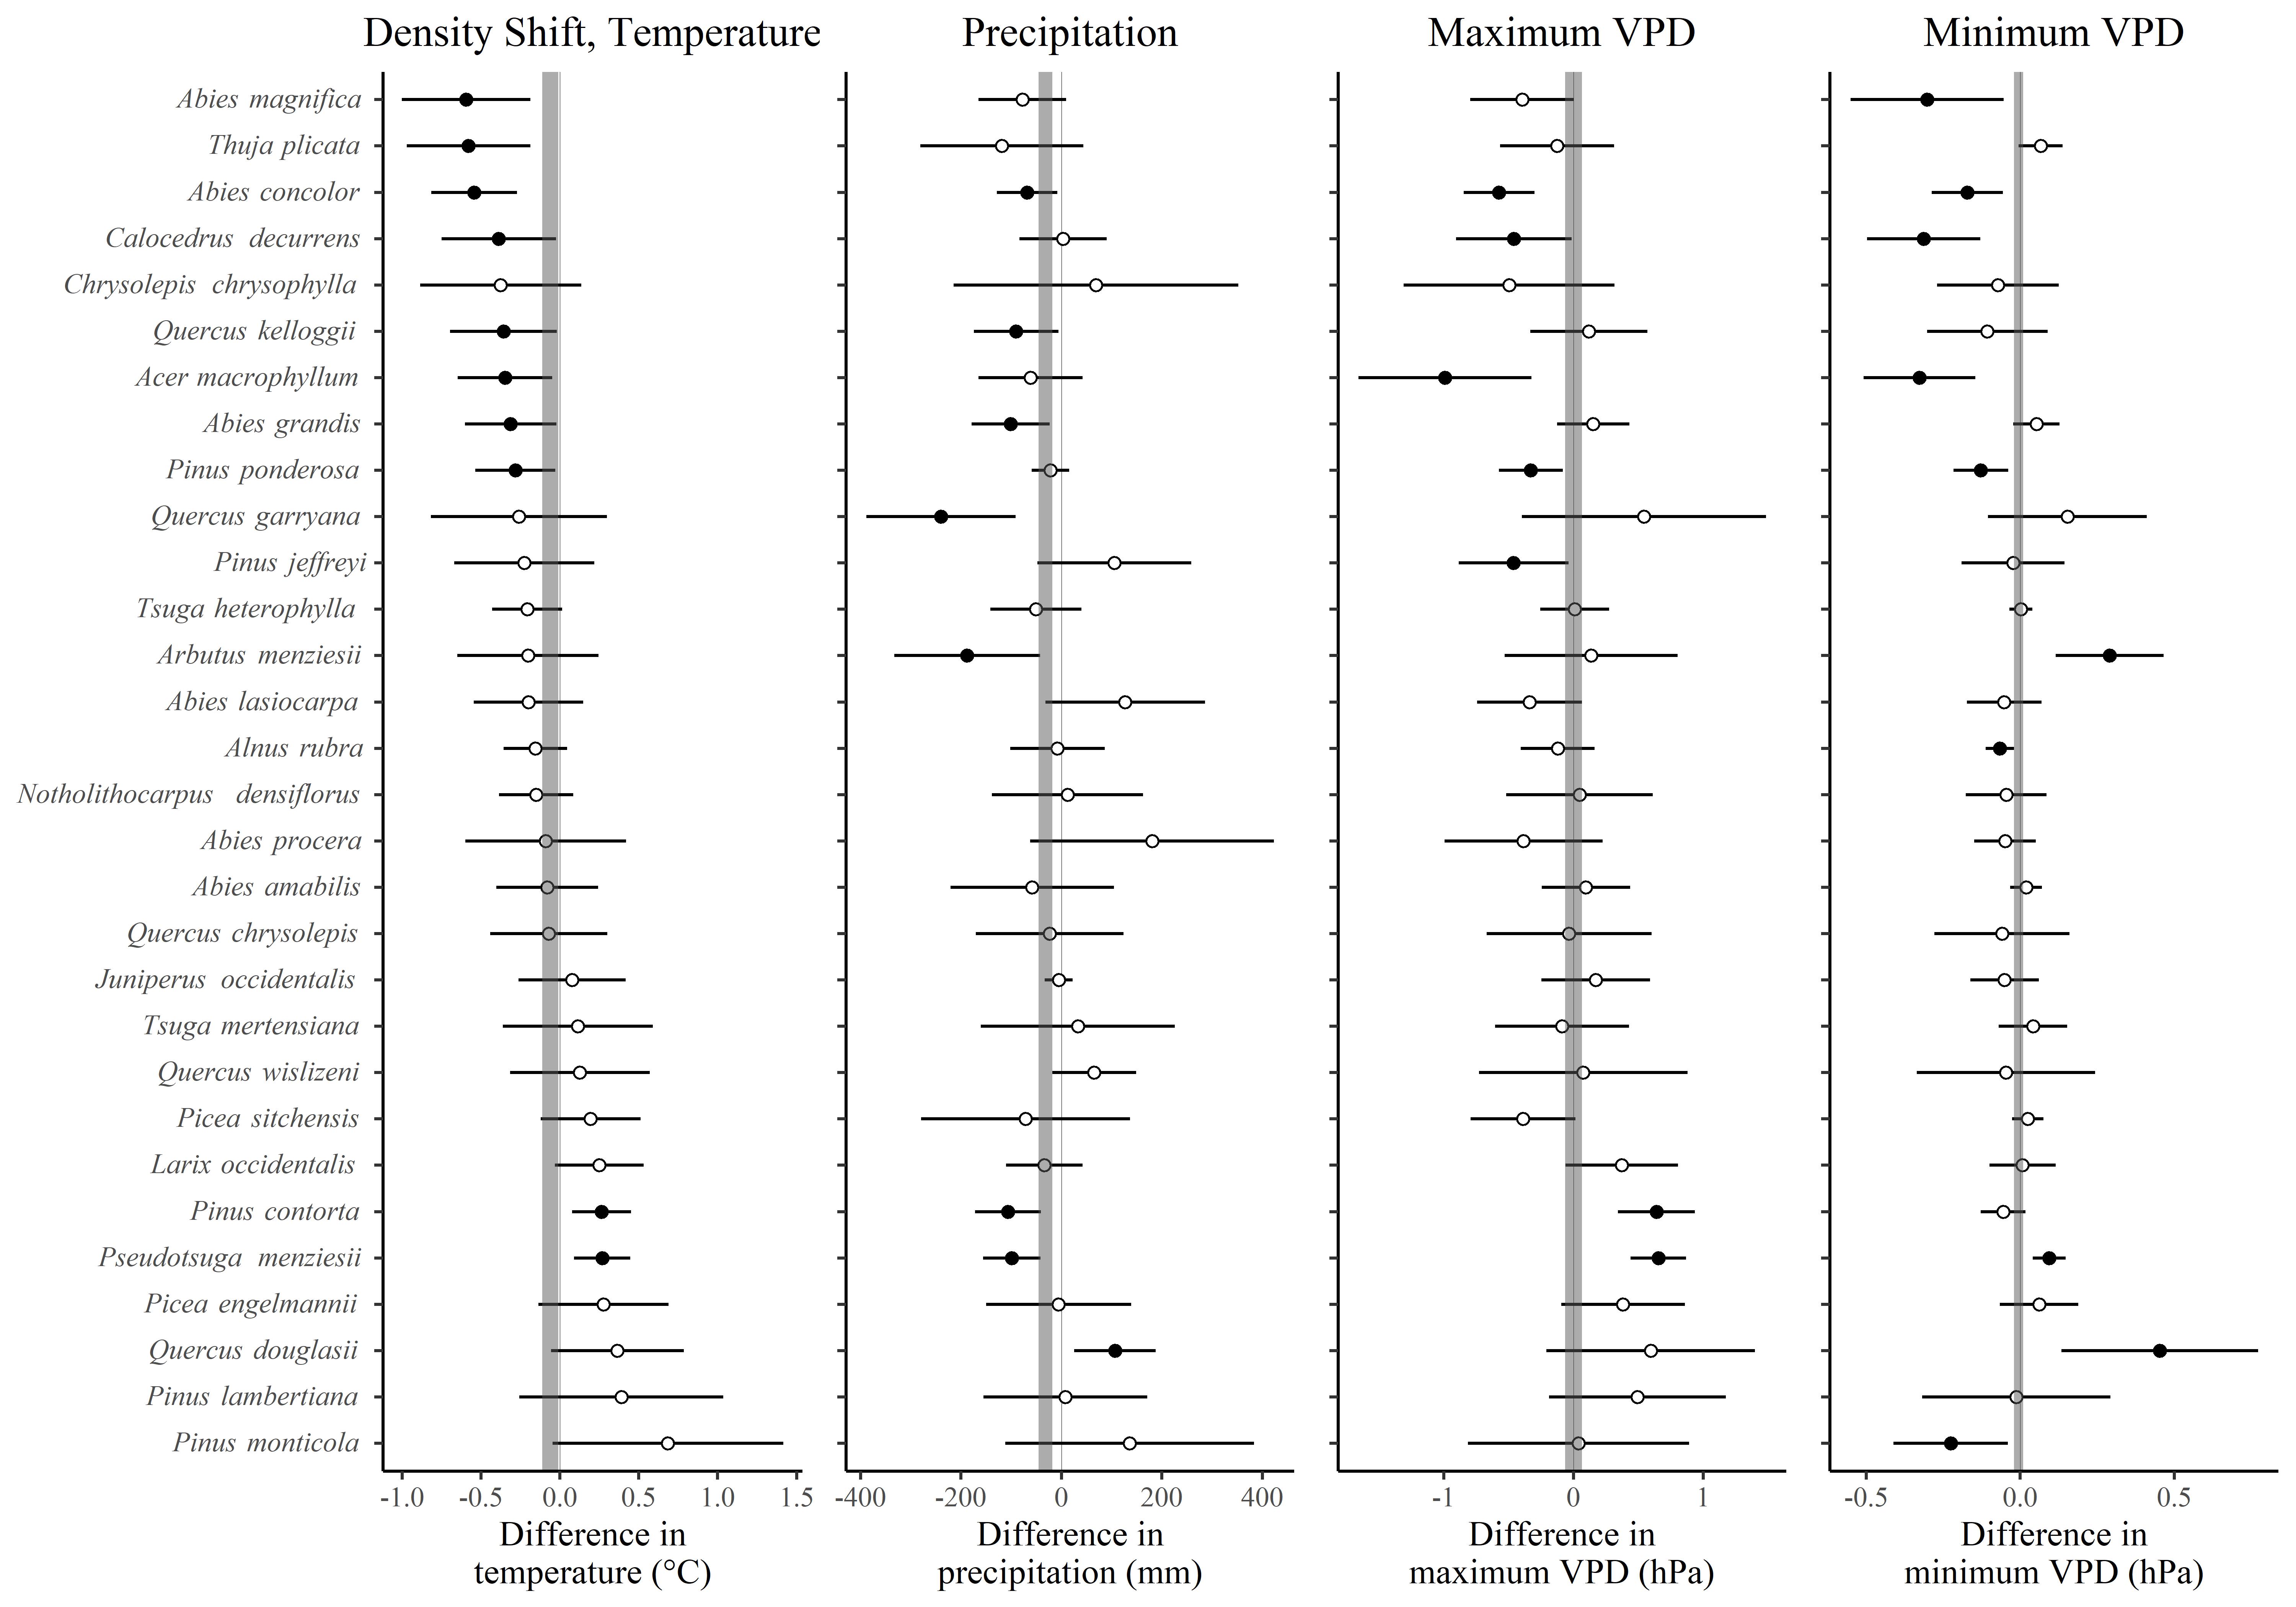 Density Shift, Temperature
Precipitation
Maximum VPD
Minimum VPD
Abies magnifica
Thuja plicata
Abies concolor
Calocedrus decurrens
Chrysolepis chrysophylla
Quercus kelloggii
Acer macrophyllum
Abies grandis
Pinus ponderosa
Quercus garryana
Pinus jeffreyi
Tsuga heterophylla
Arbutus menziesii
Abies lasiocarpa
Alnus rubra
Notholithocarpus densiflorus
Abies procera
Abies amabilis
Quercus chrysolepis
Juniperus occidentalis
Tsuga mertensiana
Quercus wislizeni
Picea sitchensis
Larix occidentalis
Pinus contorta
Pseudotsuga menziesii
Picea engelmannii
Quercus douglasii
Pinus lambertiana
Pinus monticola
-1.0 -0.5 0.0 0.5 1.0 1.5
-400 -200 0 200 400
-1 0 1
-0.5 0.0 0.5
Difference in
temperature (°C)
Difference in
precipitation (mm)
Difference in
maximum VPD (hPa)
Difference in
minimum VPD (hPa)